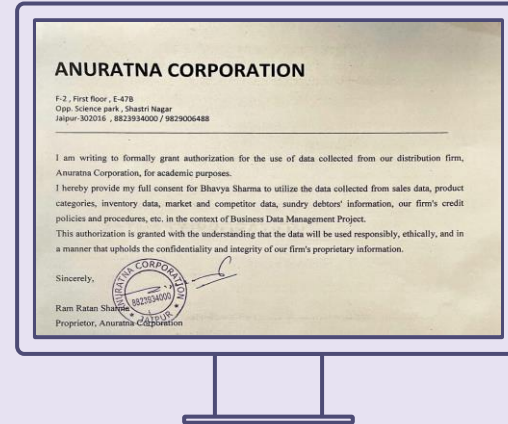 ANURATNA CORPORATION
F-2 , First floor , E-47B
Opp. Science park , Shastri Nagar
Jaipur-302016 , 8823934000 / 9829006488
I am writing to formally grant authorization for the use of data collected from our distribution firm,
Anuratna Corporation, for academic purposes.
I hereby provide my full consent for Bhavya Sharma to utilize the data collected from sales data, product
categories, inventory data, market and competitor data, sundry debtors' information, our firm's credit
policies and procedures, etc. in the context of Business Data Management Project.
This authorization is granted with the understanding that the data will be used responsibly, ethically, and in
a manner that upholds the confidentiality and integrity of our firm's proprietary information.
Sincerely,
ANURATNA CORPORATION
8823934000
JAIPUR
Ram Ratan Sharma
Proprietor, Anuratna Corporation